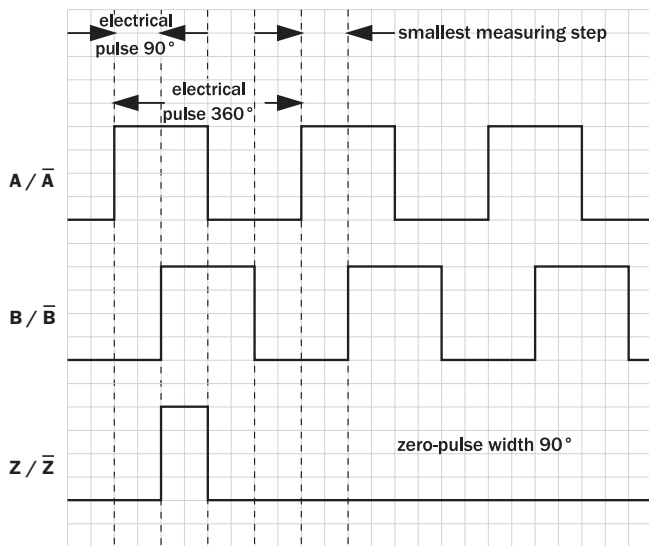 electrical
pulse 90°
smallest measuring step
electrical
pulse 360°
A / A̅
B / B̅
Z / Z̅
zero-pulse width 90°